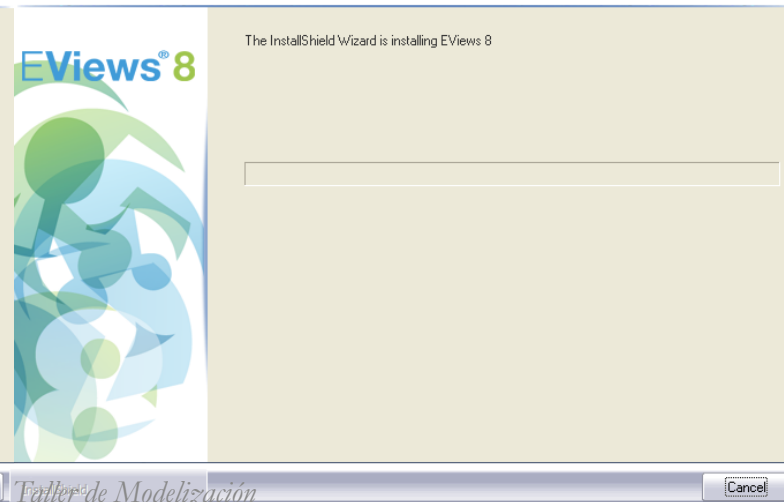 The InstallShield Wizard is installing EViews 8
EViews® 8
InstallShield
Taller de Modelización
Cancel